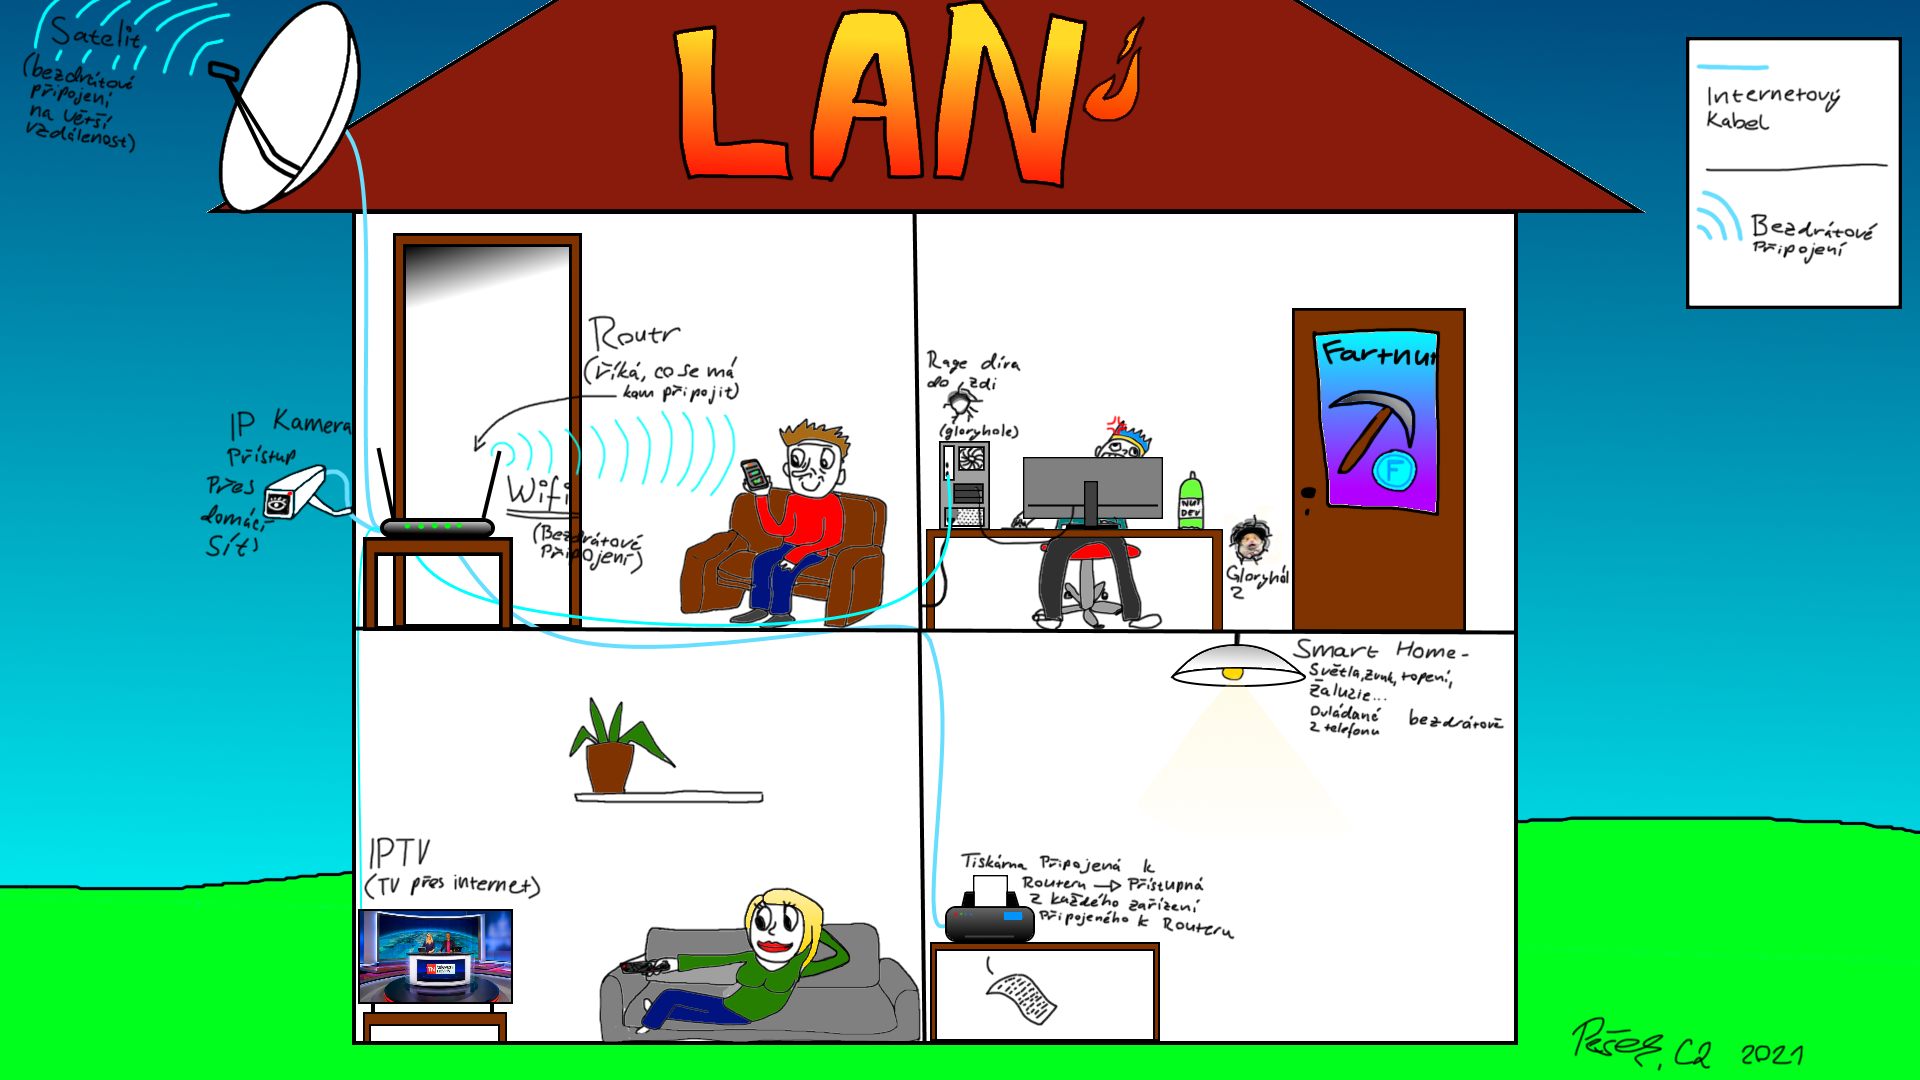 LAN
Satelit
(bezdrátové
připojení
na větší
vzdálenost)
Internetový
Kabel
Bezdrátové
Připojení
Routr
(říká, co se má
kam připojit)
Wifi
(Bezdrátové
Připojení)
IP Kamera
Přístup
Přes
domácí
Síť)
Rage díra
do zdi
(gloryhole)
NUT
DEV
Gloryhól
2
Fartnut
F
Smart Home-
Světla, zvuk, topení,
žaluzie...
Ovládané bezdrátově
z telefonu
IPTV
(TV přes internet)
Tiskárna Připojená k
Routeru → Přístupná
z každého zařízení
Připojeného k Routeru
C2 2021